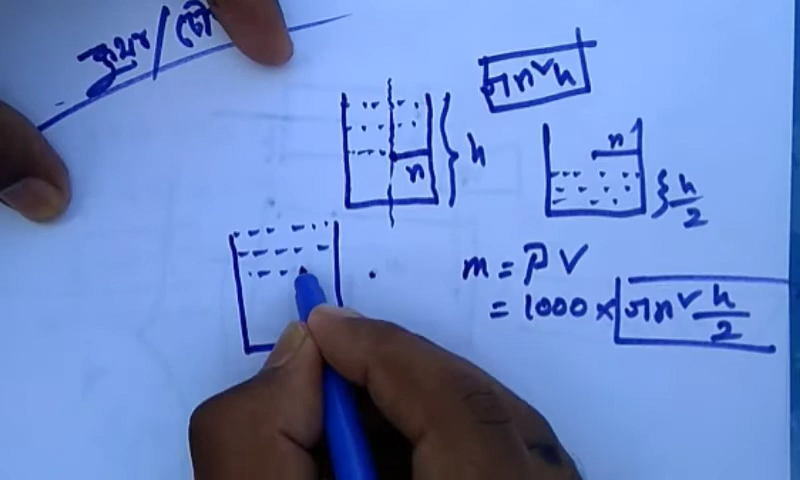 কুয়া/চৌ
πr²h
h
r
r
h/2
m = ρV
= 1000 × πr² h/2